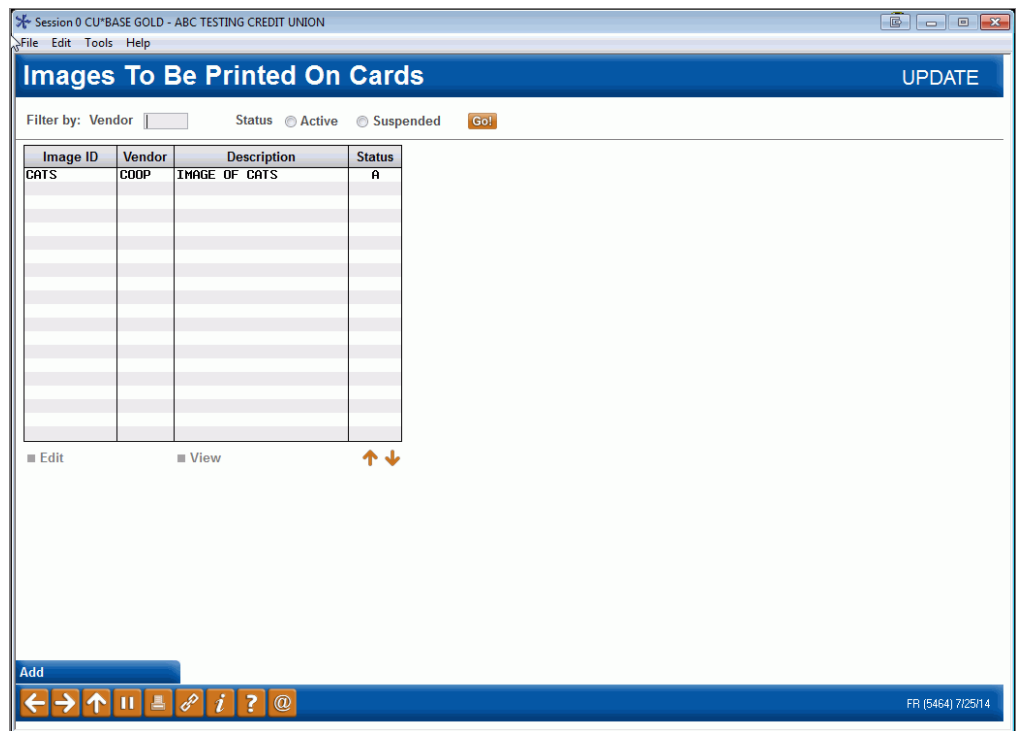 Session 0 CU*BASE GOLD - ABC TESTING CREDIT UNION
File Edit Tools Help
Images To Be Printed On Cards UPDATE
Filter by: Vendor Status Active Suspended Go!
Image ID Vendor Description Status
CATS COOP IMAGE OF CATS A
Edit View
Add
i ? @
FR (5464) 7/25/14